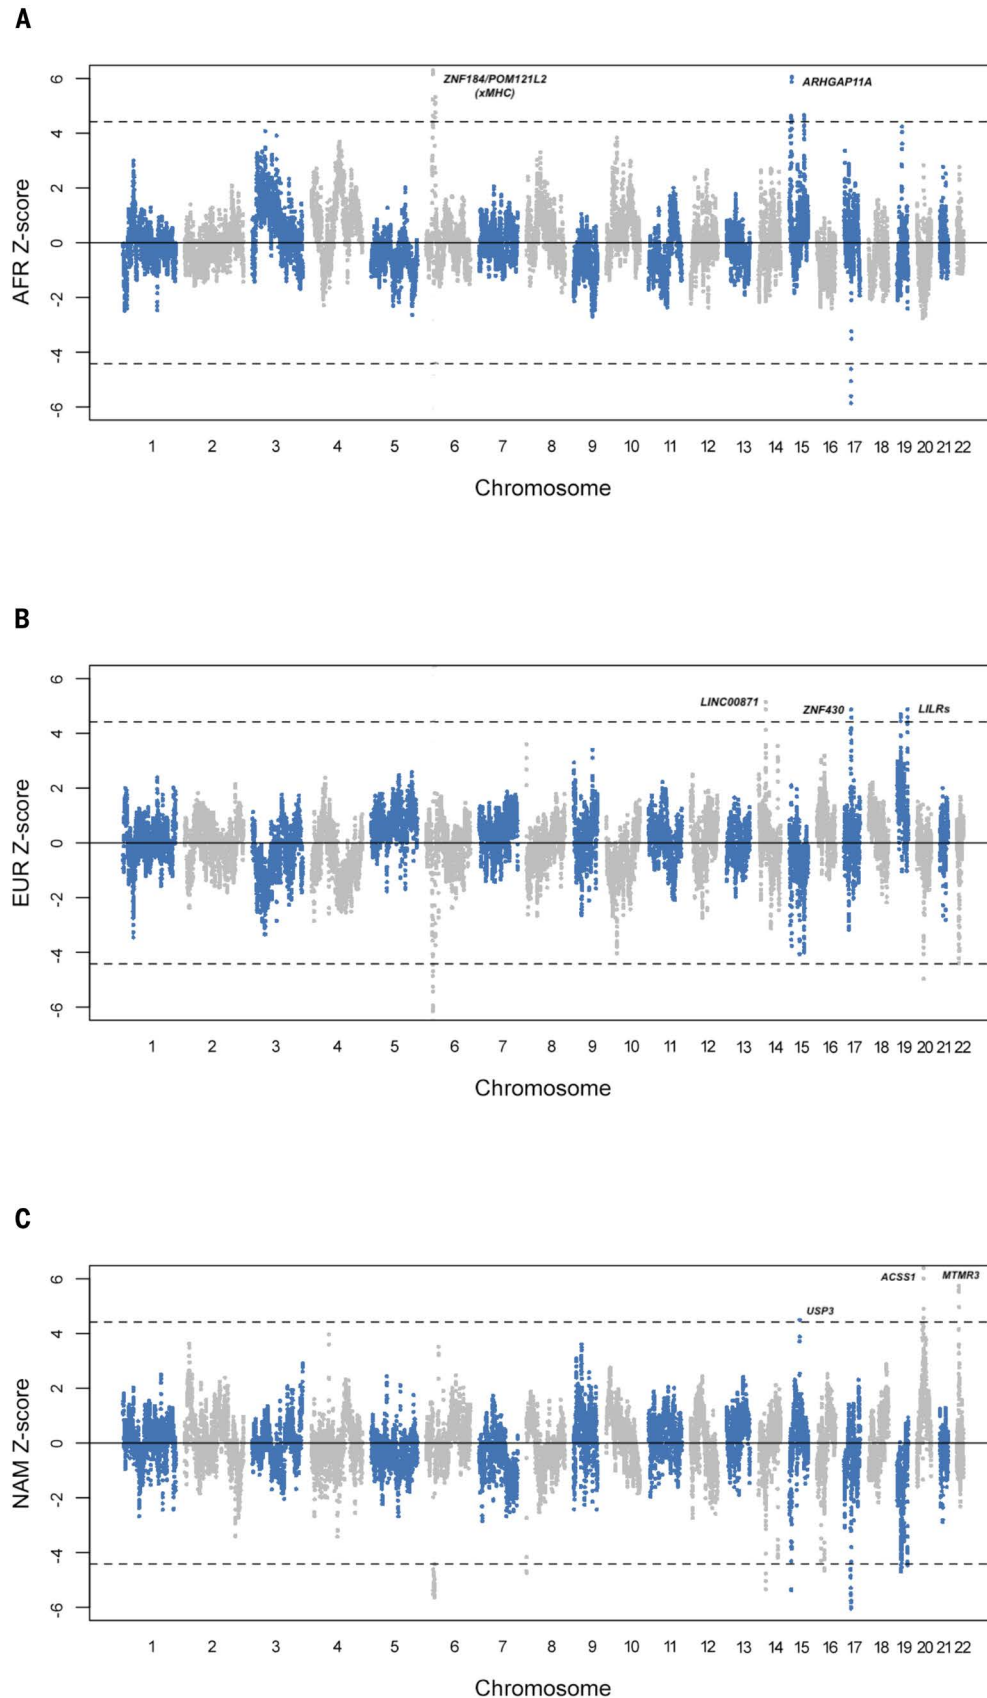 A
AFR Z-score
6
4
2
0
-2
-4
-6
ZNF184/POM121L2
(xMHC)
ARHGAP11A
1 2 3 4 5 6 7 8 9 10 11 12 13 14 15 16 17 18 19 20 21 22
Chromosome
B
EUR Z-score
6
4
2
0
-2
-4
-6
LINC00871
ZNF430
LILRs
1 2 3 4 5 6 7 8 9 10 11 12 13 14 15 16 17 18 19 20 21 22
Chromosome
C
NAM Z-score
6
4
2
0
-2
-4
-6
USP3
ACSS1
MTMR3
1 2 3 4 5 6 7 8 9 10 11 12 13 14 15 16 17 18 19 20 21 22
Chromosome